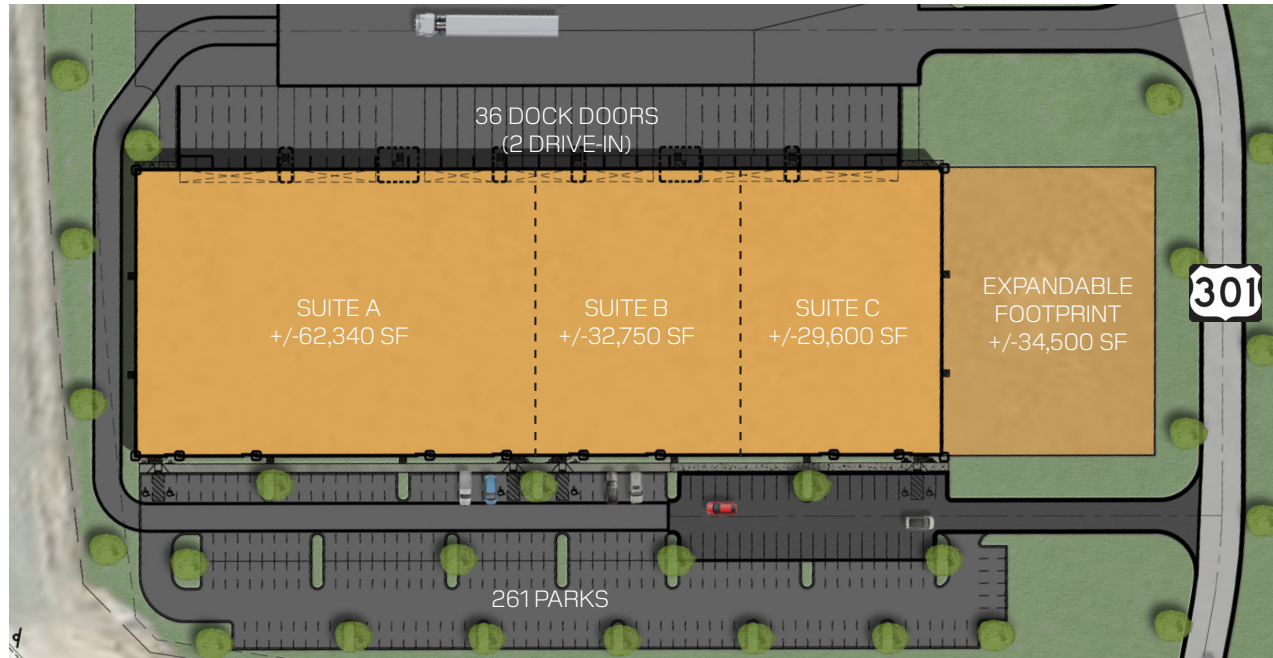 36 DOCK DOORS
(2 DRIVE-IN)
SUITE A
+/-62,340 SF
SUITE B
+/-32,750 SF
SUITE C
+/-29,600 SF
EXPANDABLE
FOOTPRINT
+/-34,500 SF
301
261 PARKS